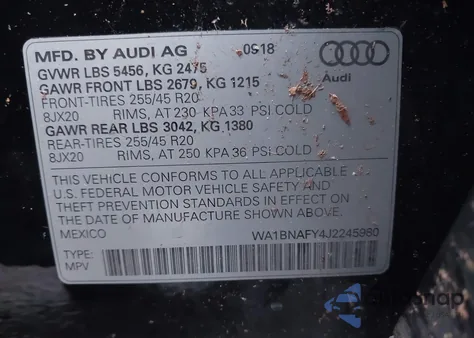 MFD. BY AUDI AG 09/18
GVWR LBS 5456, KG 2475
GAWR FRONT LBS 2679, KG 1215
FRONT-TIRES 255/45 R20
8JX20 RIMS, AT 230 KPA 33 PSI COLD
GAWR REAR LBS 3042, KG 1380
REAR-TIRES 255/45 R20
8JX20 RIMS, AT 250 KPA 36 PSI COLD
Audi
THIS VEHICLE CONFORMS TO ALL APPLICABLE
U.S. FEDERAL MOTOR VEHICLE SAFETY AND
THEFT PREVENTION STANDARDS IN EFFECT ON
THE DATE OF MANUFACTURE SHOWN ABOVE.
MEXICO WA1BNAFY4J2245980
TYPE:
MPV